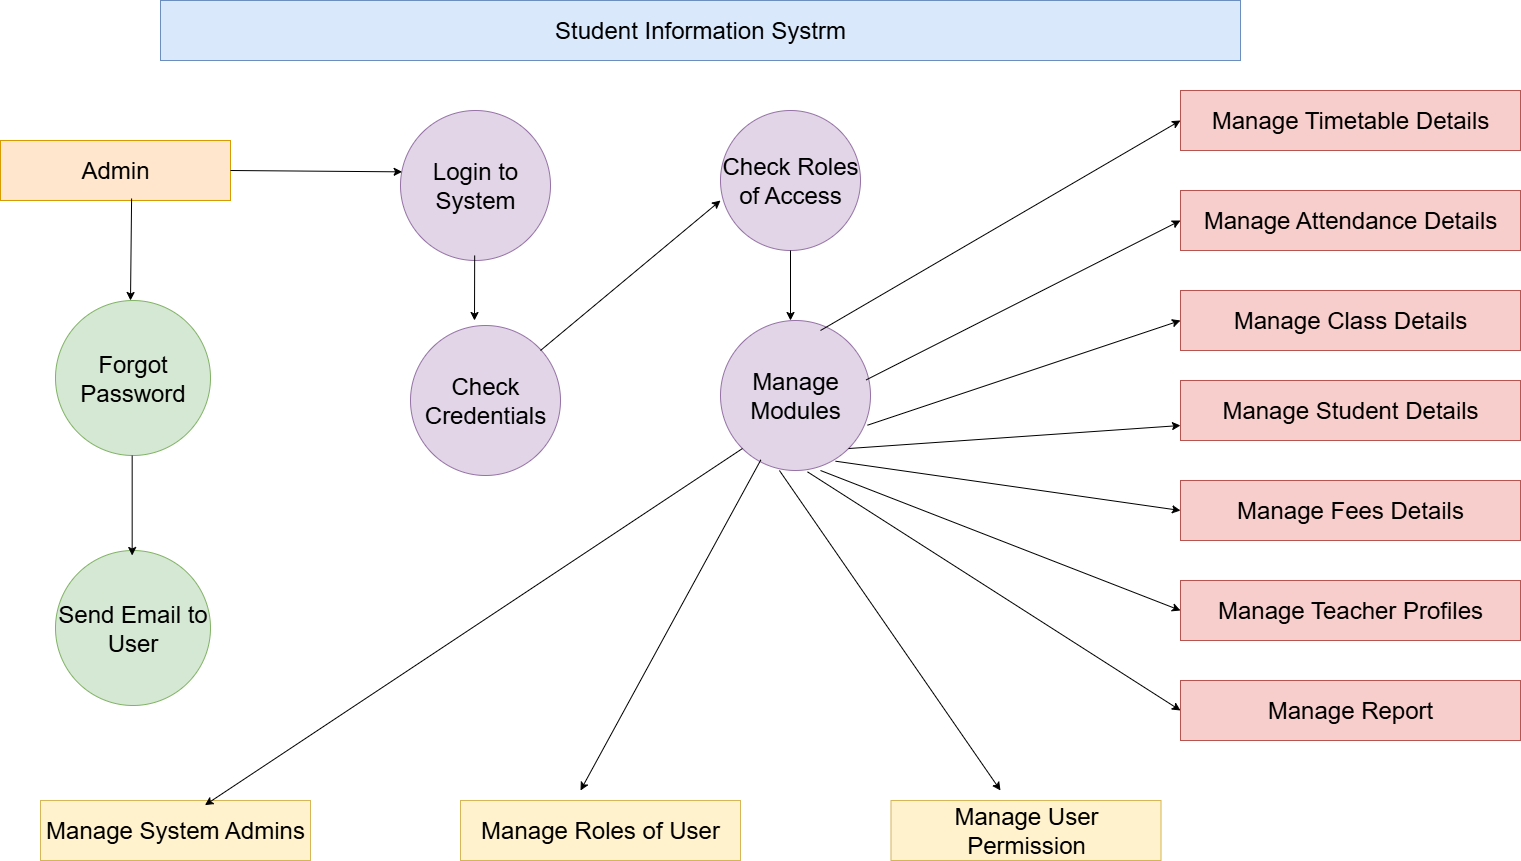 Student Information Systrm
Admin
Login to
System
Check Roles
of Access
Manage Timetable Details
Manage Attendance Details
Manage Class Details
Forgot
Password
Check
Credentials
Manage
Modules
Manage Student Details
Manage Fees Details
Send Email to
User
Manage Teacher Profiles
Manage Report
Manage System Admins
Manage Roles of User
Manage User
Permission